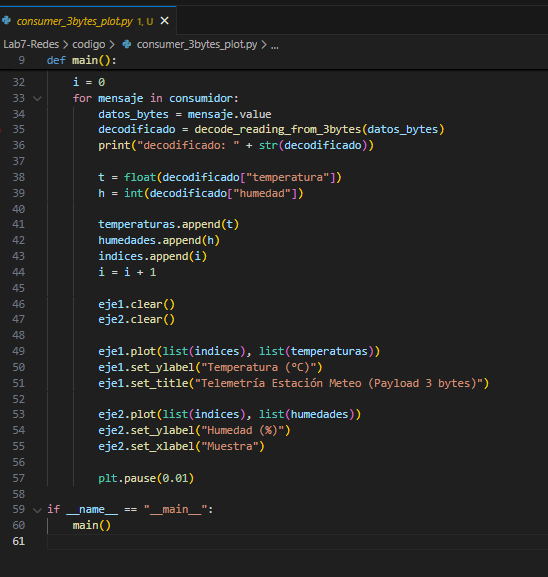 consumer_3bytes_plot.py 1, U
Lab7-Redes > codigo > consumer_3bytes_plot.py > ...
9 def main():
32 i = 0
33 for mensaje in consumidor:
34 datos_bytes = mensaje.value
35 decodificado = decode_reading_from_3bytes(datos_bytes)
36 print("decodificado: " + str(decodificado))
37
38 t = float(decodificado["temperatura"])
39 h = int(decodificado["humedad"])
40
41 temperaturas.append(t)
42 humedades.append(h)
43 indices.append(i)
44 i = i + 1
45
46 eje1.clear()
47 eje2.clear()
48
49 eje1.plot(list(indices), list(temperaturas))
50 eje1.set_ylabel("Temperatura (°C)")
51 eje1.set_title("Telemetría Estación Meteo (Payload 3 bytes)")
52
53 eje2.plot(list(indices), list(humedades))
54 eje2.set_ylabel("Humedad (%)")
55 eje2.set_xlabel("Muestra")
56
57 plt.pause(0.01)
58
59 if __name__ == "__main__":
60 main()
61